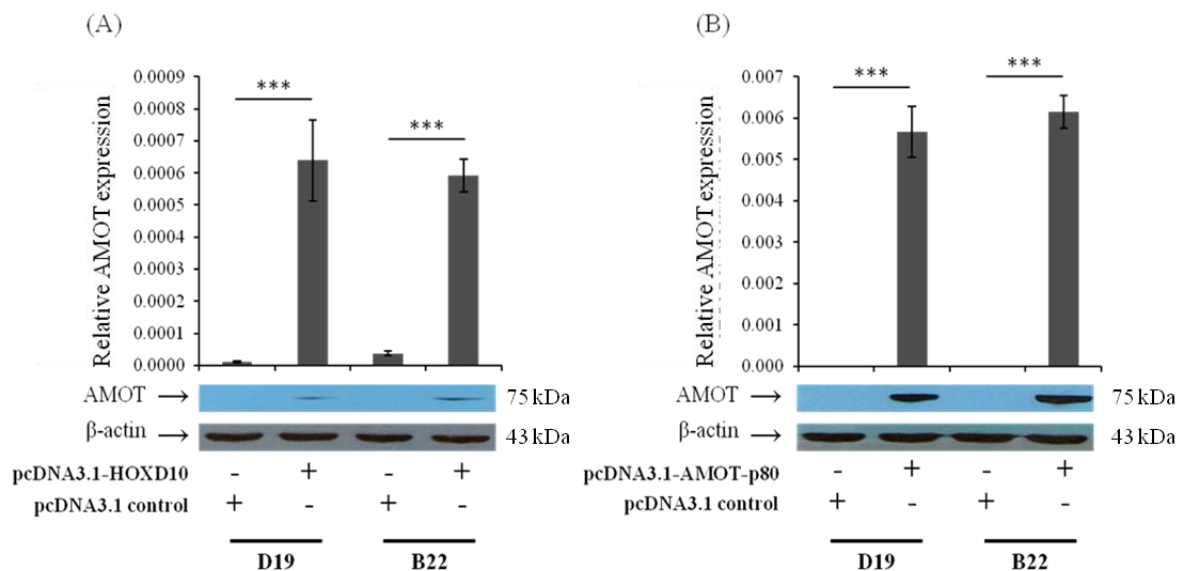 (A)
Relative AMOT expression
0.0009
0.0008
0.0007
0.0006
0.0005
0.0004
0.0003
0.0002
0.0001
0.0000
***
***
AMOT → 75 kDa
β-actin → 43 kDa
pcDNA3.1-HOXD10 - + - +
pcDNA3.1 control + - + -
D19 B22
(B)
Relative AMOT expression
0.007
0.006
0.005
0.004
0.003
0.002
0.001
0.000
***
***
AMOT → 75 kDa
β-actin → 43 kDa
pcDNA3.1-AMOT-p80 - + - +
pcDNA3.1 control + - + -
D19 B22